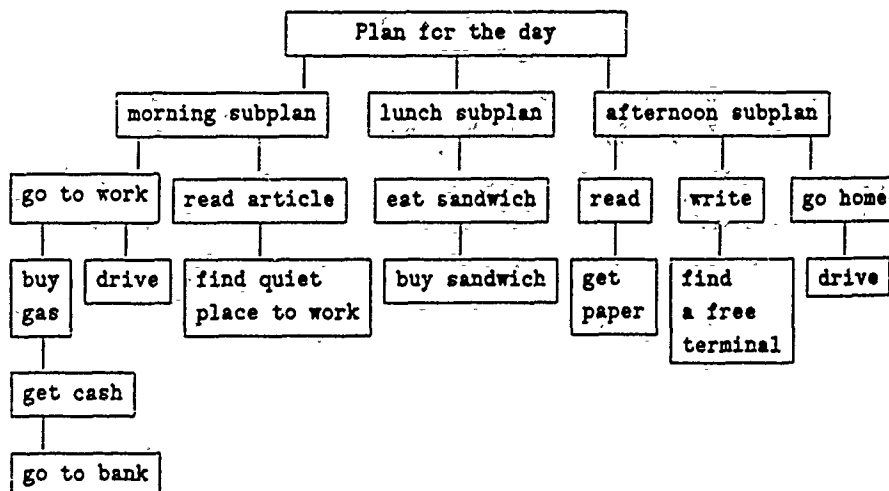 Plan for the day
morning subplan
lunch subplan
afternoon subplan
go to work
read article
eat sandwich
read
write
go home
buy
gas
drive
find quiet
place to work
buy sandwich
get
paper
find
a free
terminal
drive
get cash
go to bank